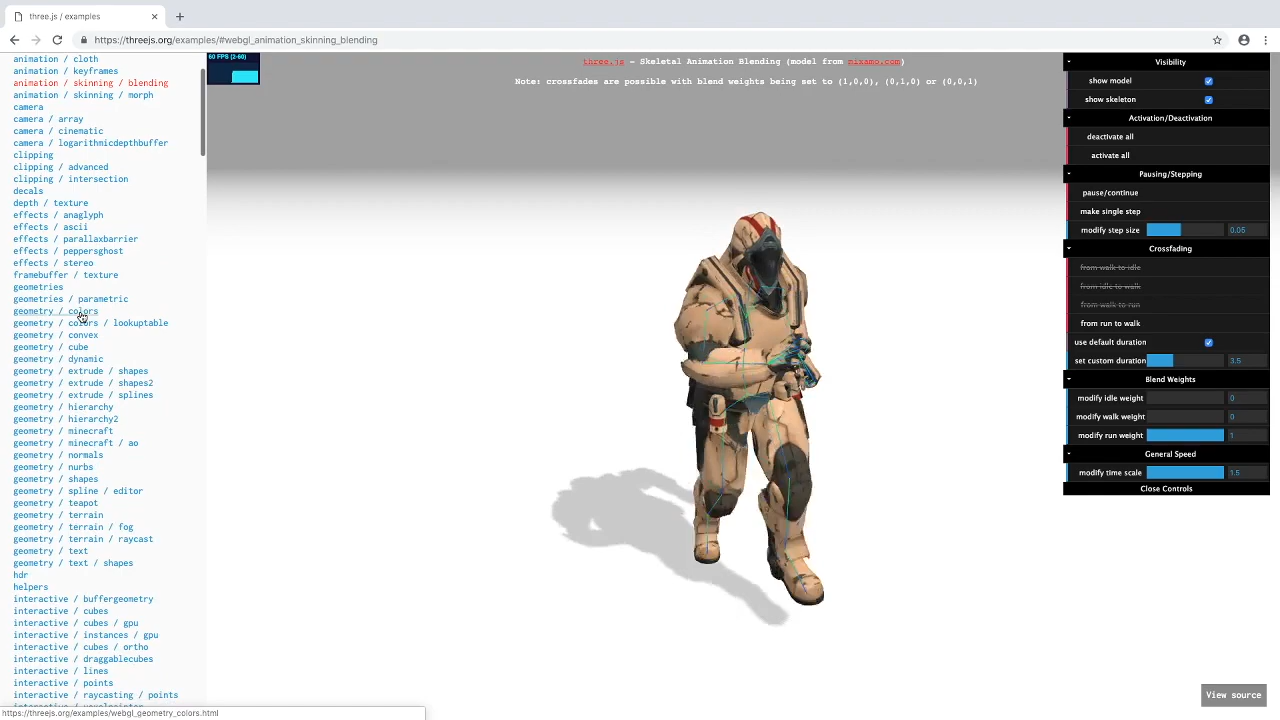 three.js / examples
https://threejs.org/examples/#webgl_animation_skinning_blending
animation / cloth
animation / keyframes
animation / skinning / blending
animation / skinning / morph
camera
camera / array
camera / cinematic
camera / logarithmicdepthbuffer
clipping
clipping / advanced
clipping / intersection
decals
depth / texture
effects / anaglyph
effects / ascii
effects / parallaxbarrier
effects / peppersghost
effects / stereo
framebuffer / texture
geometries
geometries / parametric
geometry / colors
geometry / colors / lookuptable
geometry / convex
geometry / cube
geometry / dynamic
geometry / extrude / shapes
geometry / extrude / shapes2
geometry / extrude / splines
geometry / hierarchy
geometry / hierarchy2
geometry / minecraft
geometry / minecraft / ao
geometry / normals
geometry / nurbs
geometry / shapes
geometry / spline / editor
geometry / teapot
geometry / terrain
geometry / terrain / fog
geometry / terrain / raycast
geometry / text
geometry / text / shapes
hdr
helpers
interactive / buffergeometry
interactive / cubes
interactive / cubes / gpu
interactive / instances / gpu
interactive / cubes / ortho
interactive / draggablecubes
interactive / lines
interactive / points
interactive / raycasting / points
https://threejs.org/examples/webgl_geometry_colors.html
60 FPS (2-60)
three.js - Skeletal Animation Blending (model from mixamo.com)
Note: crossfades are possible with blend weights being set to (1,0,0), (0,1,0) or (0,0,1)
Visibility
show model
show skeleton
Activation/Deactivation
deactivate all
activate all
Pausing/Stepping
pause/continue
make single step
modify step size 0.05
Crossfading
from walk to idle
from idle to walk
from walk to run
from run to walk
use default duration
set custom duration 3.5
Blend Weights
modify idle weight 0
modify walk weight 0
modify run weight 1
General Speed
modify time scale 1.5
Close Controls
View source